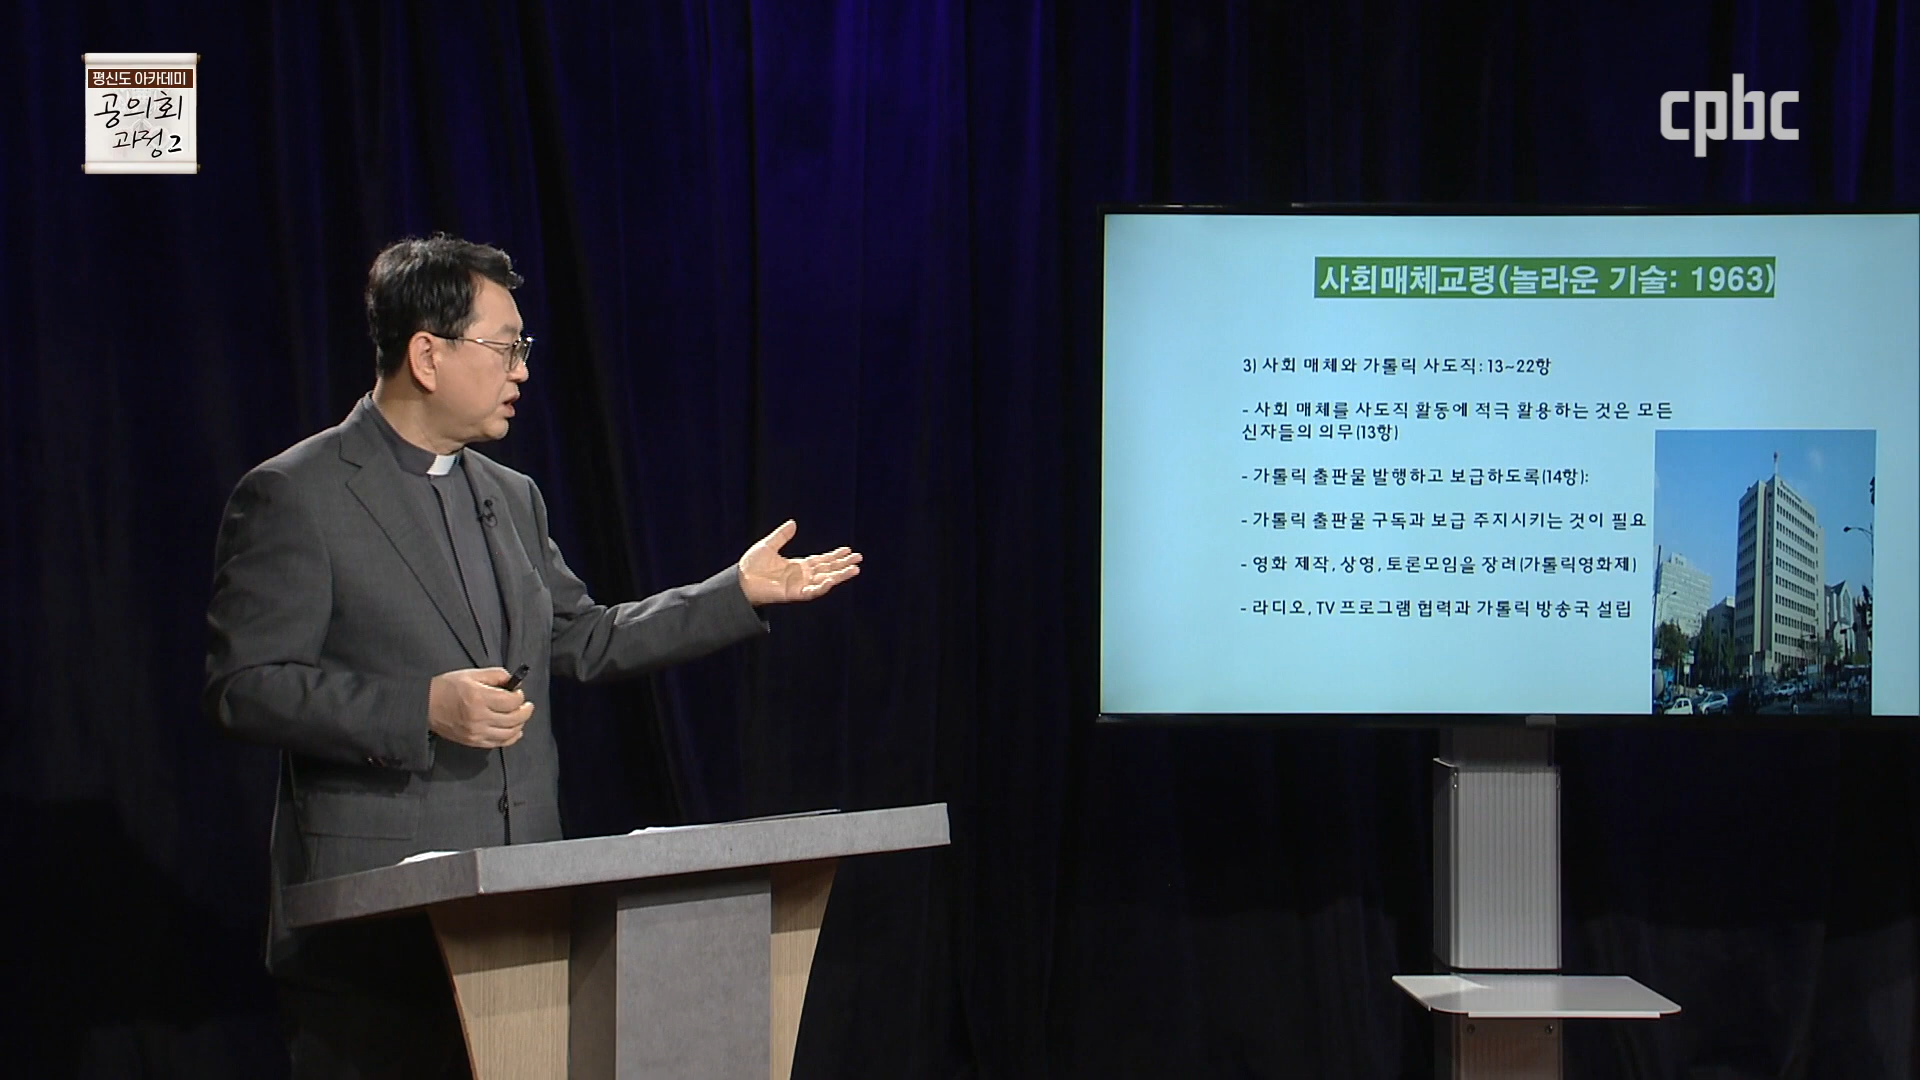 평신도 아카데미
공의회
과정2
cpbc
사회매체교령(놀라운 기술: 1963)
3) 사회 매체와 가톨릭 사도직: 13~22항
- 사회 매체를 사도직 활동에 적극 활용하는 것은 모든
신자들의 의무(13항)
- 가톨릭 출판물 발행하고 보급하도록(14항):
- 가톨릭 출판물 구독과 보급 주지시키는 것이 필요
- 영화 제작, 상영, 토론모임을 장려(가톨릭영화제)
- 라디오, TV 프로그램 협력과 가톨릭 방송국 설립